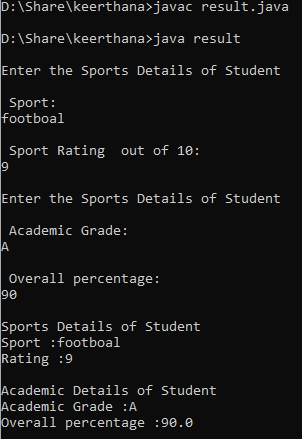 D:\Share\keerthana>javac result.java
D:\Share\keerthana>java result
Enter the Sports Details of Student
Sport:
footboal
Sport Rating  out of 10:
9
Enter the Sports Details of Student
Academic Grade:
A
Overall percentage:
90
Sports Details of Student
Sport :footboal
Rating :9
Academic Details of Student
Academic Grade :A
Overall percentage :90.0